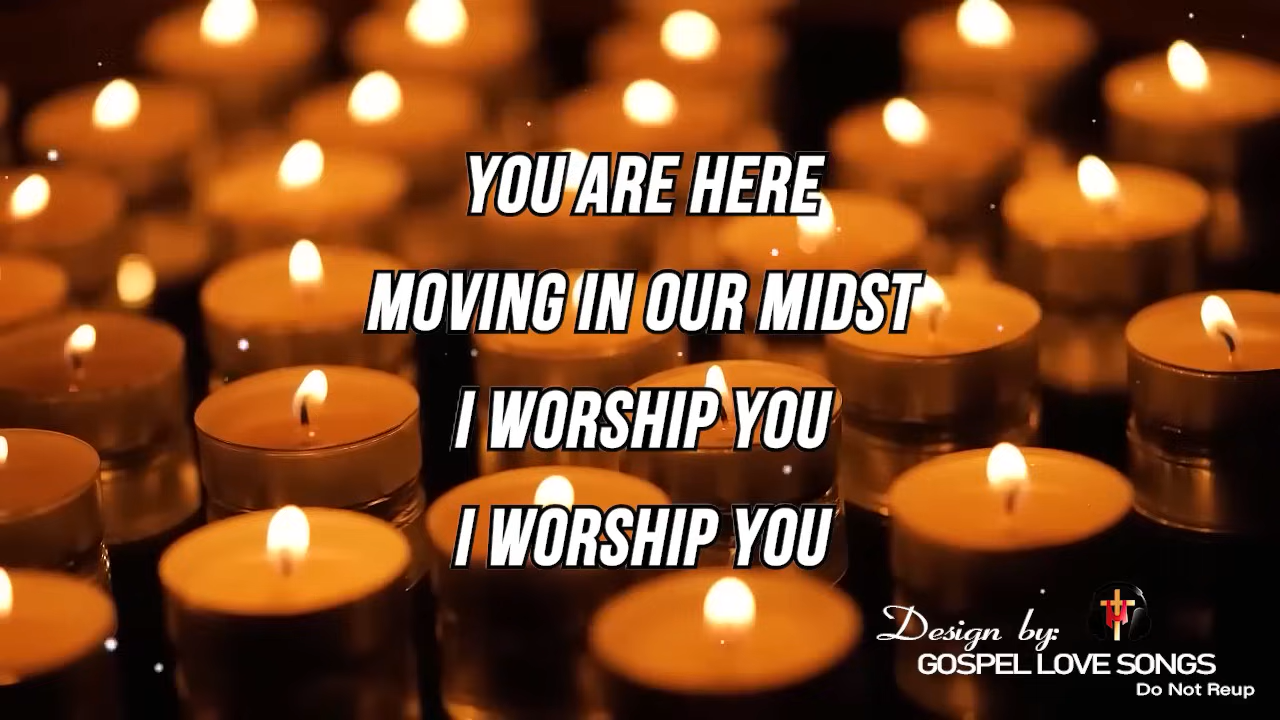 YOU ARE HERE
MOVING IN OUR MIDST
I WORSHIP YOU
I WORSHIP YOU
Design by:
GOSPEL LOVE SONGS
Do Not Reup